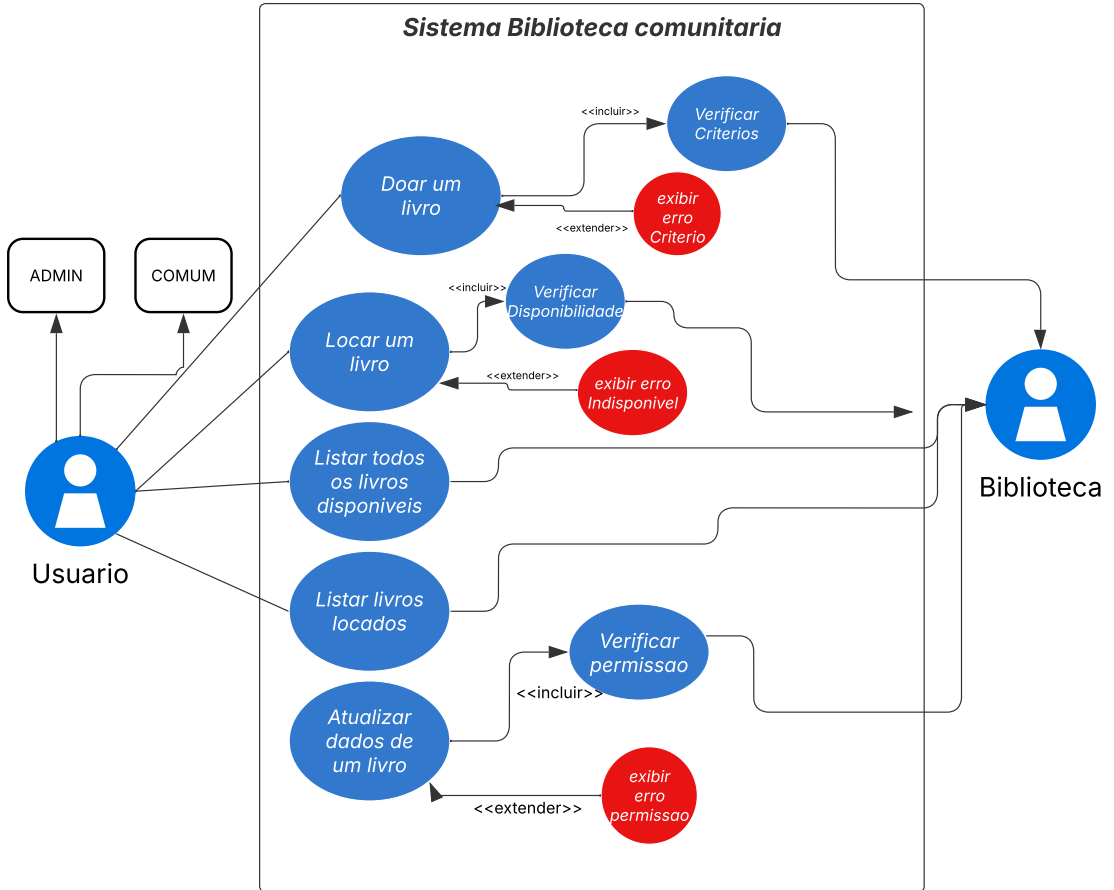 Sistema Biblioteca comunitaria
<<incluir>>
Verificar
Criterios
Doar um
livro
exibir
erro
Criterio
<<extender>>
ADMIN
COMUM
<<incluir>>
Verificar
Disponibilidade
Locar um
livro
<<extender>>
exibir erro
Indisponivel
Listar todos
os livros
disponiveis
Biblioteca
Usuario
Listar livros
locados
Verificar
permissao
<<incluir>>
Atualizar
dados de
um livro
exibir
erro
permissao
<<extender>>